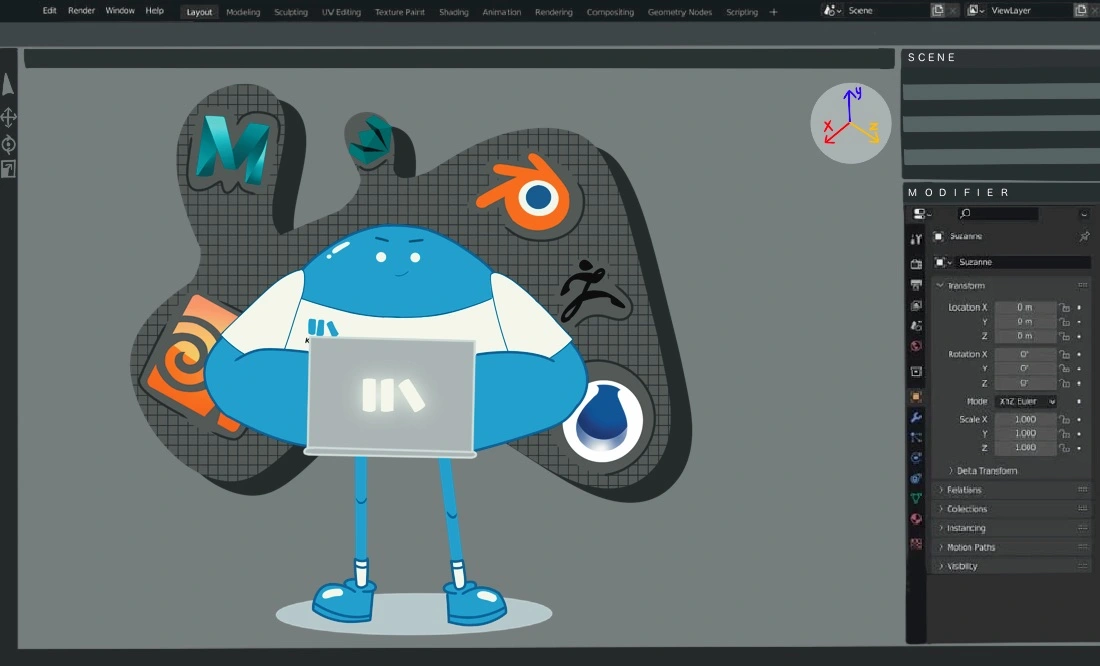 Edit Render Window Help Layout Modeling Sculpting UV Editing Texture Paint Shading Animation Rendering Compositing Geometry Nodes Scripting + Scene ViewLayer
SCENE
y
X
Z
MODIFIER
Suzanne
Suzanne
Transform
Location X 0 m
Y 0 m
Z 0 m
Rotation X 0°
Y 0°
Z 0°
Mode XYZ Euler
Scale X 1.000
Y 1.000
Z 1.000
Delta Transform
Relations
Collections
Instancing
Motion Paths
Visibility
K